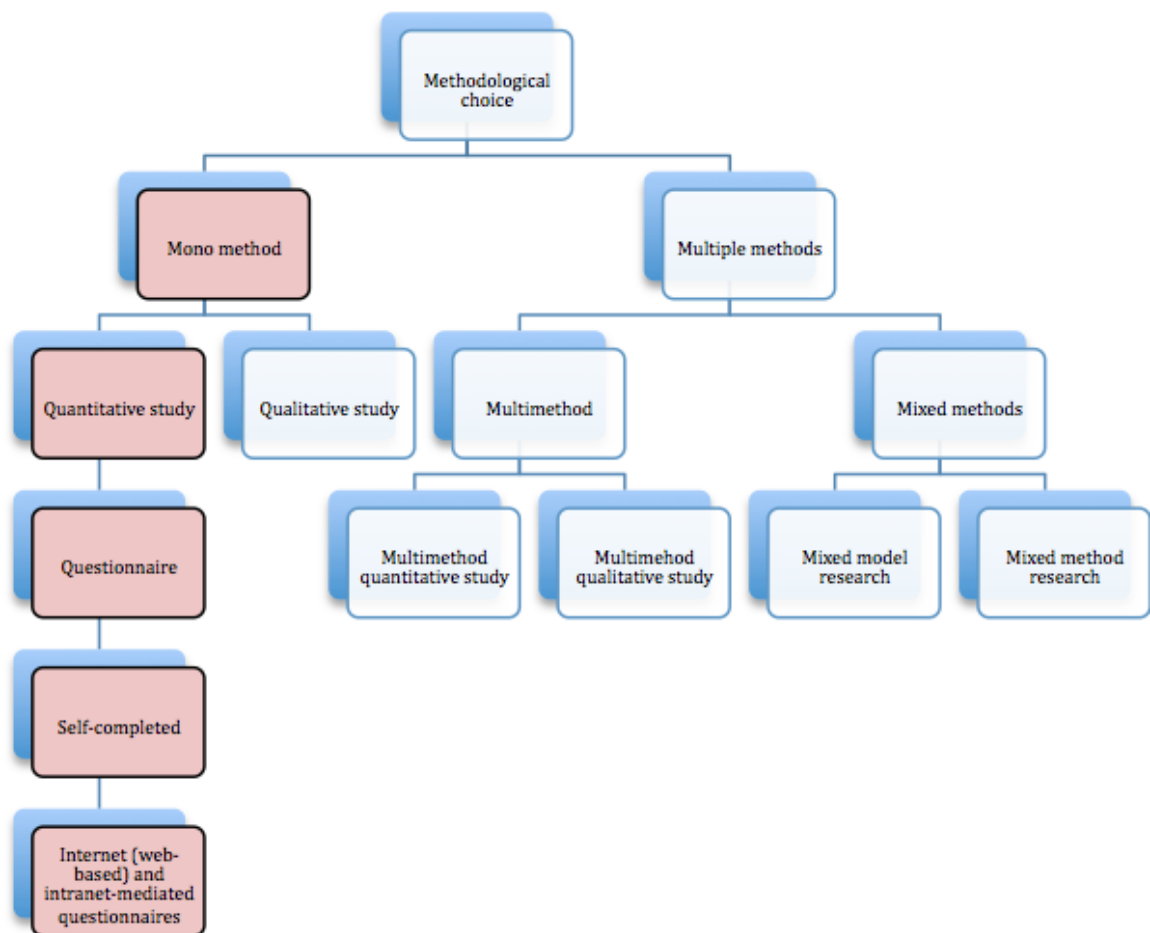 Methodological
choice
Mono method
Multiple methods
Quantitative study
Qualitative study
Multimethod
Mixed methods
Questionnaire
Multimethod
quantitative study
Multimehod
qualitative study
Mixed model
research
Mixed method
research
Self-completed
Internet (web-
based) and
intranet-mediated
questionnaires